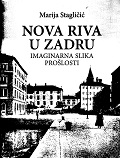 Marija Stagličić
NOVA RIVA
U ZADRU
IMAGINARNA SLIKA
PROŠLOSTI